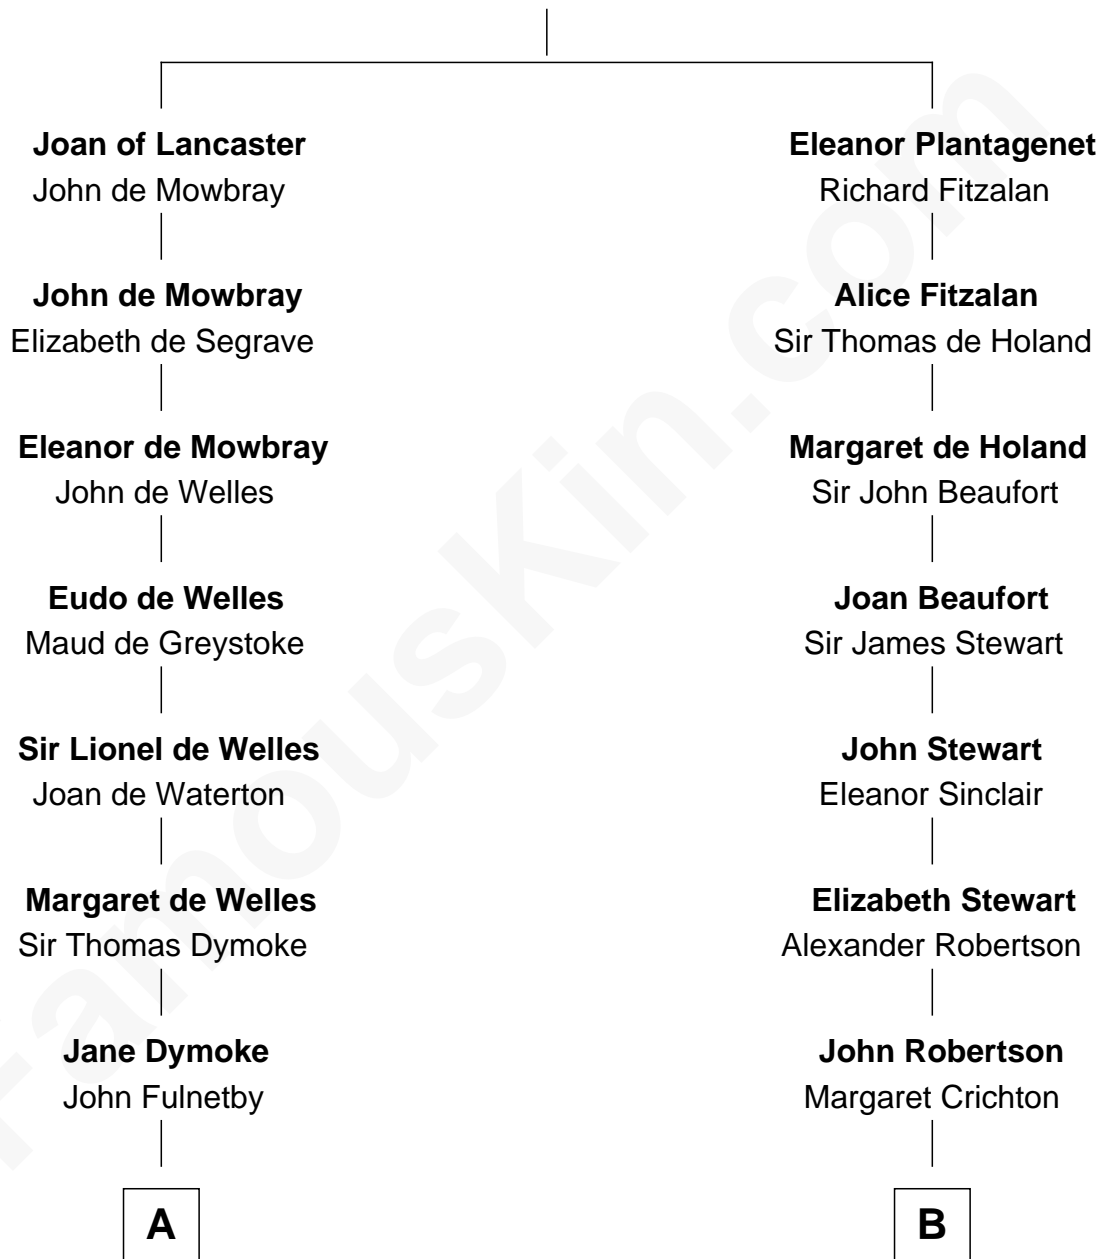 Joan of Lancaster
John de Mowbray
John de Mowbray
Elizabeth de Segrave
Eleanor de Mowbray
John de Welles
Eudo de Welles
Maud de Greystoke
Sir Lionel de Welles
Joan de Waterton
Margaret de Welles
Sir Thomas Dymoke
Jane Dymoke
John Fulnetby
A
Eleanor Plantagenet
Richard Fitzalan
Alice Fitzalan
Sir Thomas de Holand
Margaret de Holand
Sir John Beaufort
Joan Beaufort
Sir James Stewart
John Stewart
Eleanor Sinclair
Elizabeth Stewart
Alexander Robertson
John Robertson
Margaret Crichton
B
FamousKin.com